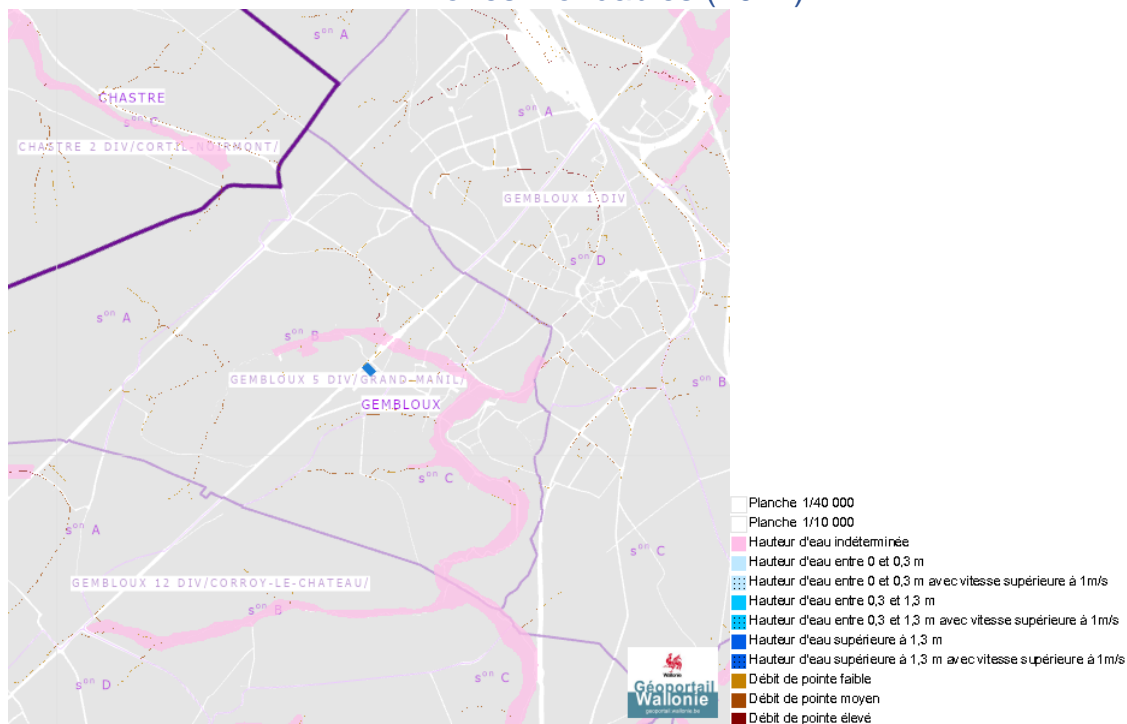 sᵒⁿ A
CHASTRE
sᵒⁿ C
sᵒⁿ A
CHASTRE 2 DIV/CORTIL-NOIRMONT/
GEMBLOUX 1 DIV
sᵒⁿ D
sᵒⁿ A
sᵒⁿ B
GEMBLOUX 5 DIV/GRAND-MANIL/
sᵒⁿ B
GEMBLOUX
sᵒⁿ C
sᵒⁿ A
sᵒⁿ C
GEMBLOUX 12 DIV/CORROY-LE-CHATEAU/
sᵒⁿ B
sᵒⁿ D
sᵒⁿ C
Wallonie
Géoportail
Wallonie
geoportail.wallonie.be
Planche 1/40 000
Planche 1/10 000
Hauteur d'eau indéterminée
Hauteur d'eau entre 0 et 0,3 m
Hauteur d'eau entre 0 et 0,3 m avec vitesse supérieure à 1m/s
Hauteur d'eau entre 0,3 et 1,3 m
Hauteur d'eau entre 0,3 et 1,3 m avec vitesse supérieure à 1m/s
Hauteur d'eau supérieure à 1,3 m
Hauteur d'eau supérieure à 1,3 m avec vitesse supérieure à 1m/s
Débit de pointe faible
Débit de pointe moyen
Débit de pointe élevé